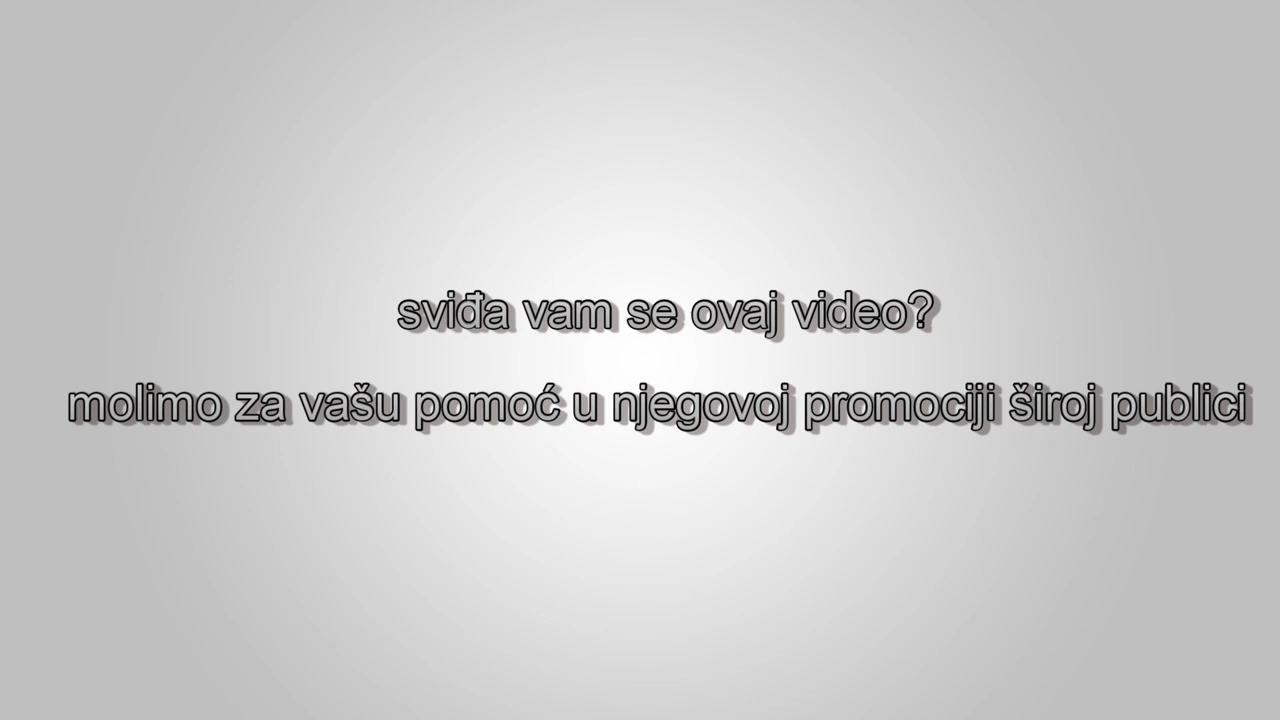 sviđa vam se ovaj video?
molimo za vašu pomoć u njegovoj promociji široj publici